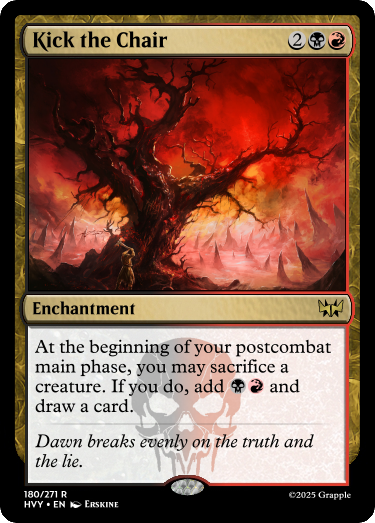 Kick the Chair 2
Enchantment
At the beginning of your postcombat
main phase, you may sacrifice a
creature. If you do, add and
draw a card.
Dawn breaks evenly on the truth and
the lie.
180/271 R
HVY • EN Erskine
©2025 Grapple